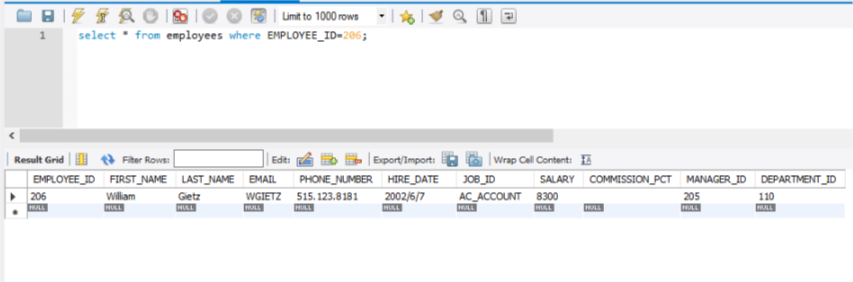 Limit to 1000 rows
1 select * from employees where EMPLOYEE_ID=206;
Result Grid Filter Rows: Edit: Export/Import: Wrap Cell Content:
EMPLOYEE_ID FIRST_NAME LAST_NAME EMAIL PHONE_NUMBER HIRE_DATE JOB_ID SALARY COMMISSION_PCT MANAGER_ID DEPARTMENT_ID
206 William Gietz WGIETZ 515.123.8181 2002/6/7 AC_ACCOUNT 8300 205 110
NULL NULL NULL NULL NULL NULL NULL NULL NULL NULL NULL